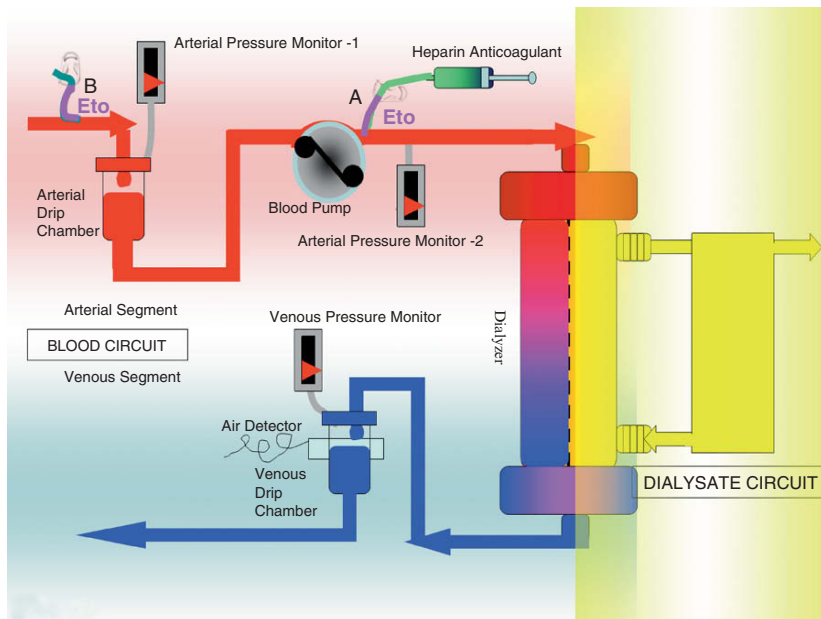 Arterial Pressure Monitor -1
Heparin Anticoagulant
B
Eto
A
Eto
Arterial
Drip
Chamber
Blood Pump
Arterial Pressure Monitor -2
Arterial Segment
BLOOD CIRCUIT
Venous Segment
Venous Pressure Monitor
Dialyzer
Air Detector
Venous
Drip
Chamber
DIALYSATE CIRCUIT